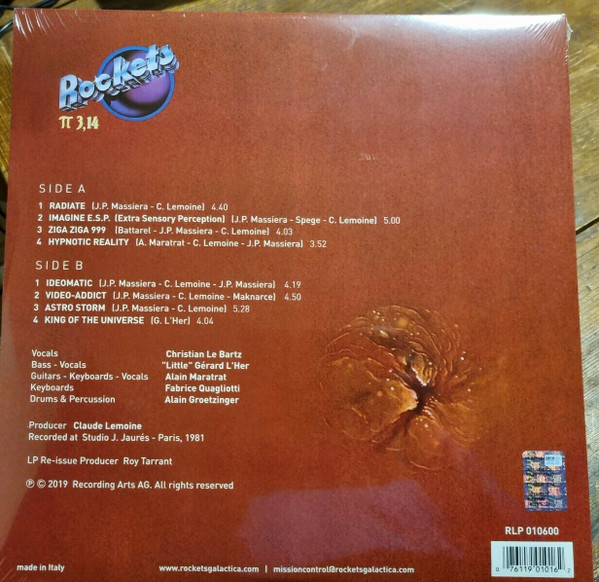 Rockets
π 3,14
SIDE A
1 RADIATE (J.P. Massiera - C. Lemoine) 4.40
2 IMAGINE E.S.P. (Extra Sensory Perception) (J.P. Massiera - Spege - C. Lemoine) 5.00
3 ZIGA ZIGA 999 (Battarel - J.P. Massiera - C. Lemoine) 4.03
4 HYPNOTIC REALITY (A. Maratrat - C. Lemoine - J.P. Massiera) 3.52
SIDE B
1 IDEOMATIC (J.P. Massiera - C. Lemoine - J.P. Massiera) 4.19
2 VIDEO-ADDICT (J.P. Massiera - C. Lemoine - Maknarce) 4.50
3 ASTRO STORM (J.P. Massiera - C. Lemoine) 5.28
4 KING OF THE UNIVERSE (G. L'Her) 4.04
Vocals Christian Le Bartz
Bass - Vocals "Little" Gérard L'Her
Guitars - Keyboards - Vocals Alain Maratrat
Keyboards Fabrice Quagliotti
Drums & Percussion Alain Groetzinger
Producer Claude Lemoine
Recorded at Studio J. Jaurés - Paris, 1981
LP Re-issue Producer Roy Tarrant
℗ © 2019 Recording Arts AG. All rights reserved
RLP 010600
made in Italy www.rocketsgalactica.com | missioncontrol@rocketsgalactica.com
0 76119 01016 2